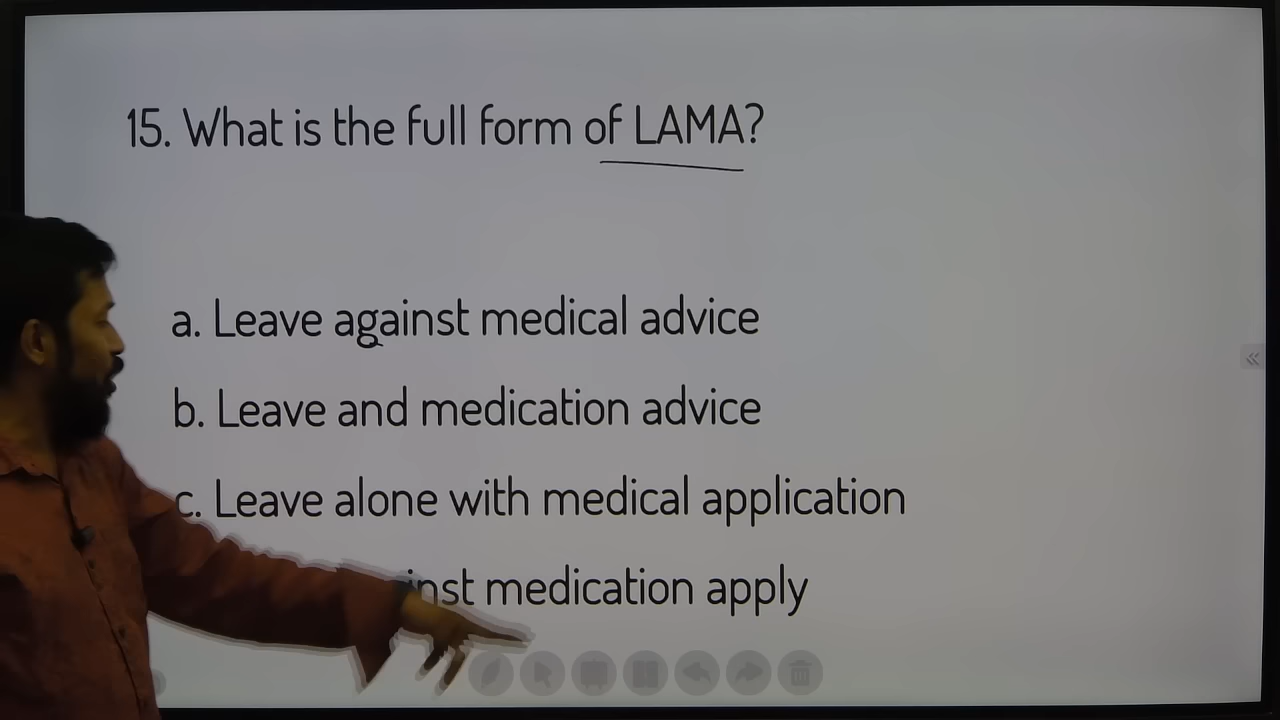 15. What is the full form of LAMA?
a. Leave against medical advice
b. Leave and medication advice
c. Leave alone with medical application
medication apply